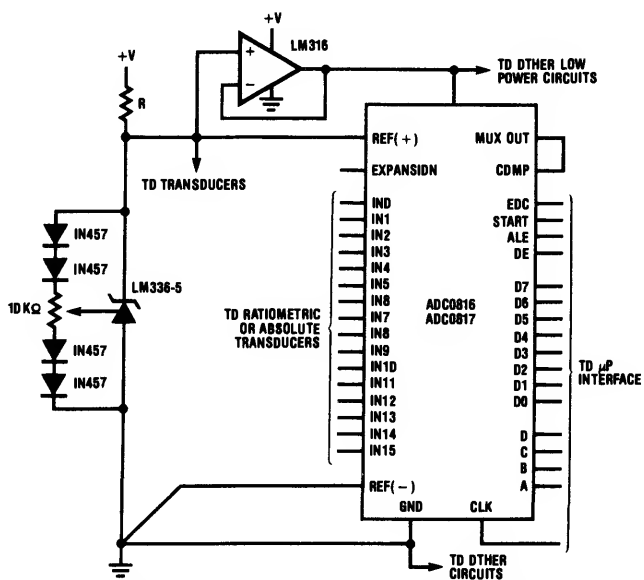 +V
LM316
+V
+
−
TD DTHER LOW
POWER CIRCUITS
R
REF(+)
MUX OUT
TD TRANSDUCERS
EXPANSIDN
CDMP
IND
IN1
IN2
IN3
IN4
IN5
IN6
IN7
IN8
IN9
IN1D
IN11
IN12
IN13
IN14
IN15
EDC
START
ALE
DE
D7
D6
D5
D4
D3
D2
D1
D0
D
C
B
A
IN457
IN457
LM336-5
1D KΩ
IN457
IN457
TD RATIOMETRIC
OR ABSOLUTE
TRANSDUCERS
ADC0816
ADC0817
TD µP
INTERFACE
REF(−)
GND
CLK
TD DTHER
CIRCUITS